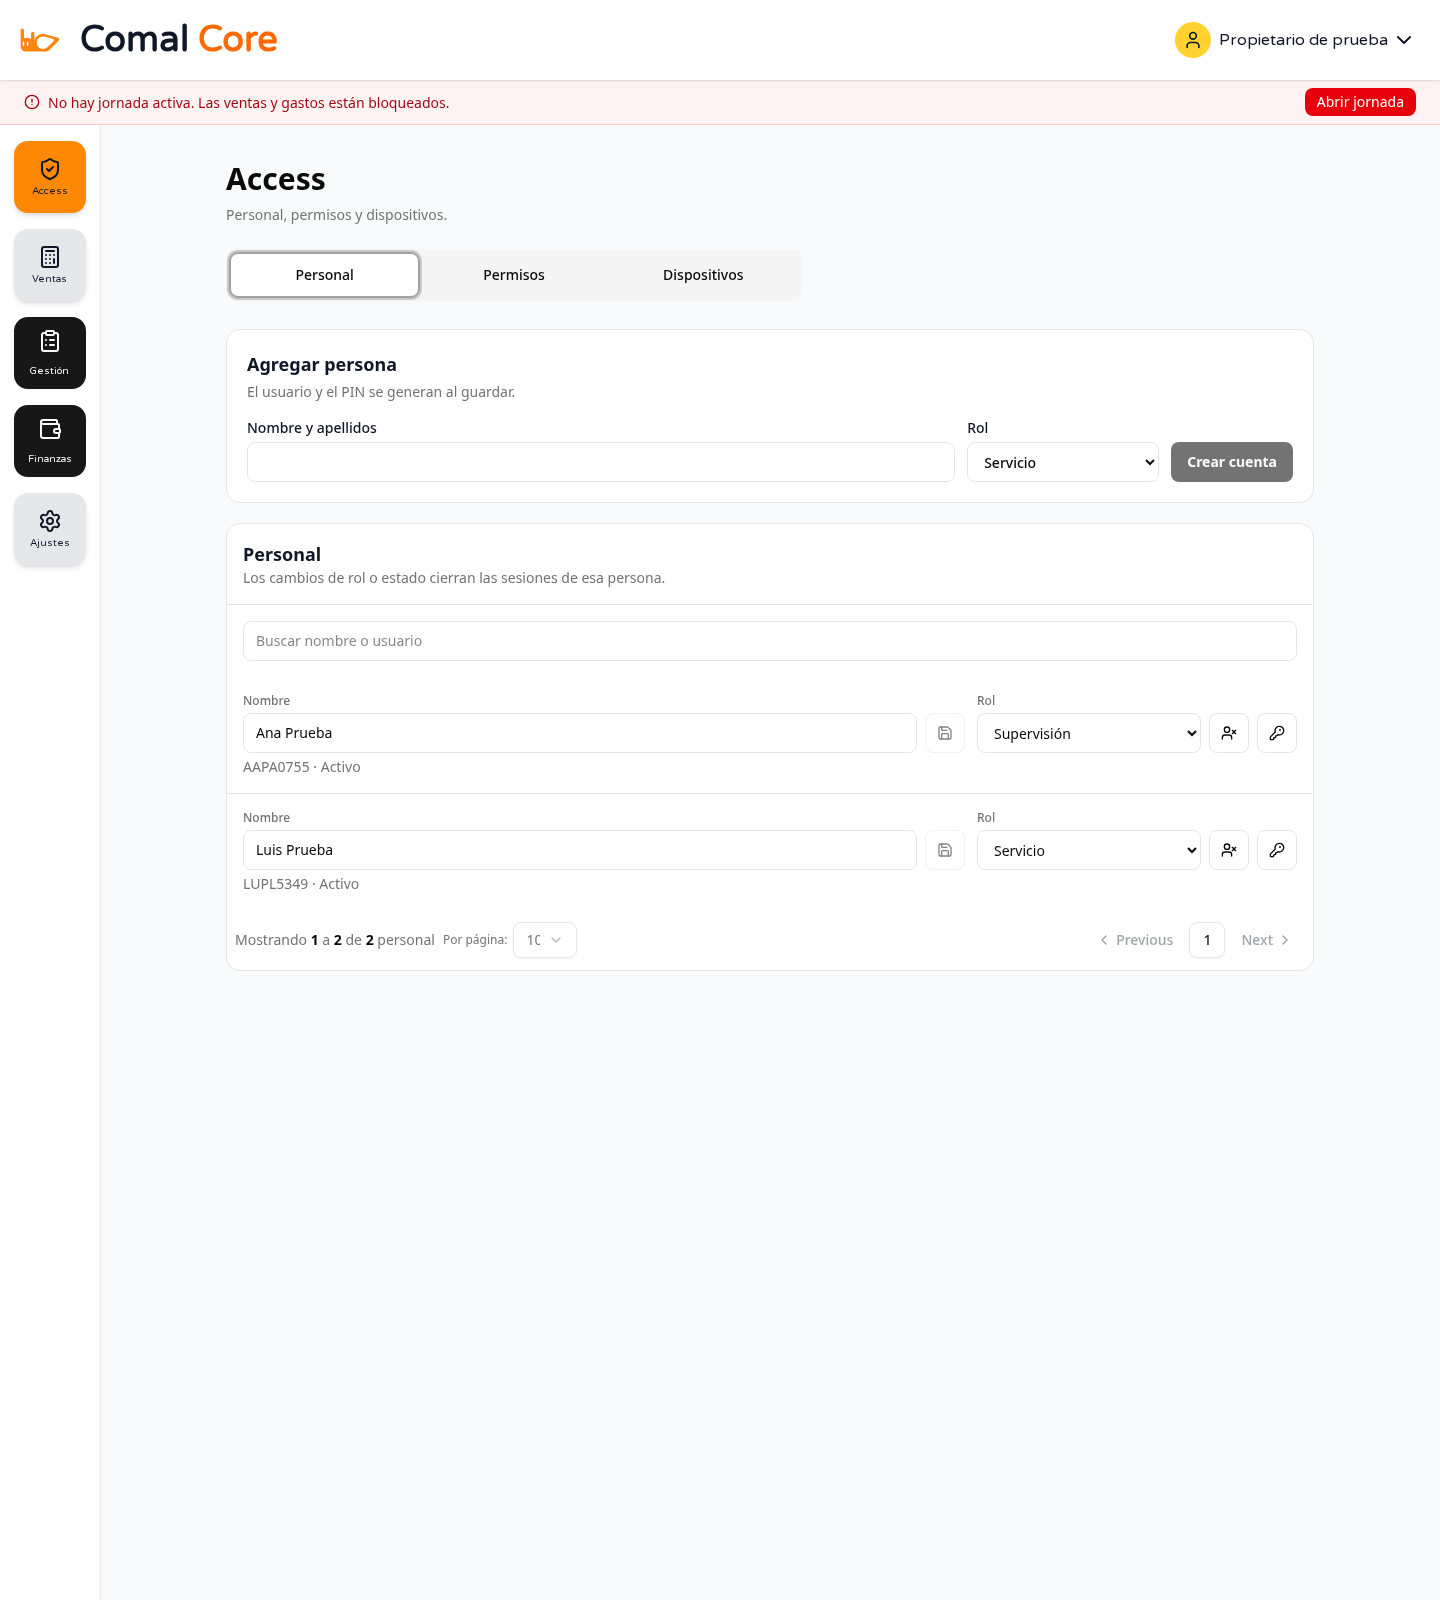 Comal Core
Propietario de prueba
No hay jornada activa. Las ventas y gastos están bloqueados.
Abrir jornada
Access
Ventas
Gestión
Finanzas
Ajustes
Access
Personal, permisos y dispositivos.
Personal
Permisos
Dispositivos
Agregar persona
El usuario y el PIN se generan al guardar.
Nombre y apellidos
Rol
Servicio
Crear cuenta
Personal
Los cambios de rol o estado cierran las sesiones de esa persona.
Buscar nombre o usuario
Nombre
Rol
Ana Prueba
Supervisión
AAPA0755 · Activo
Nombre
Rol
Luis Prueba
Servicio
LUPL5349 · Activo
Mostrando 1 a 2 de 2 personal
Por página:
10
Previous
1
Next